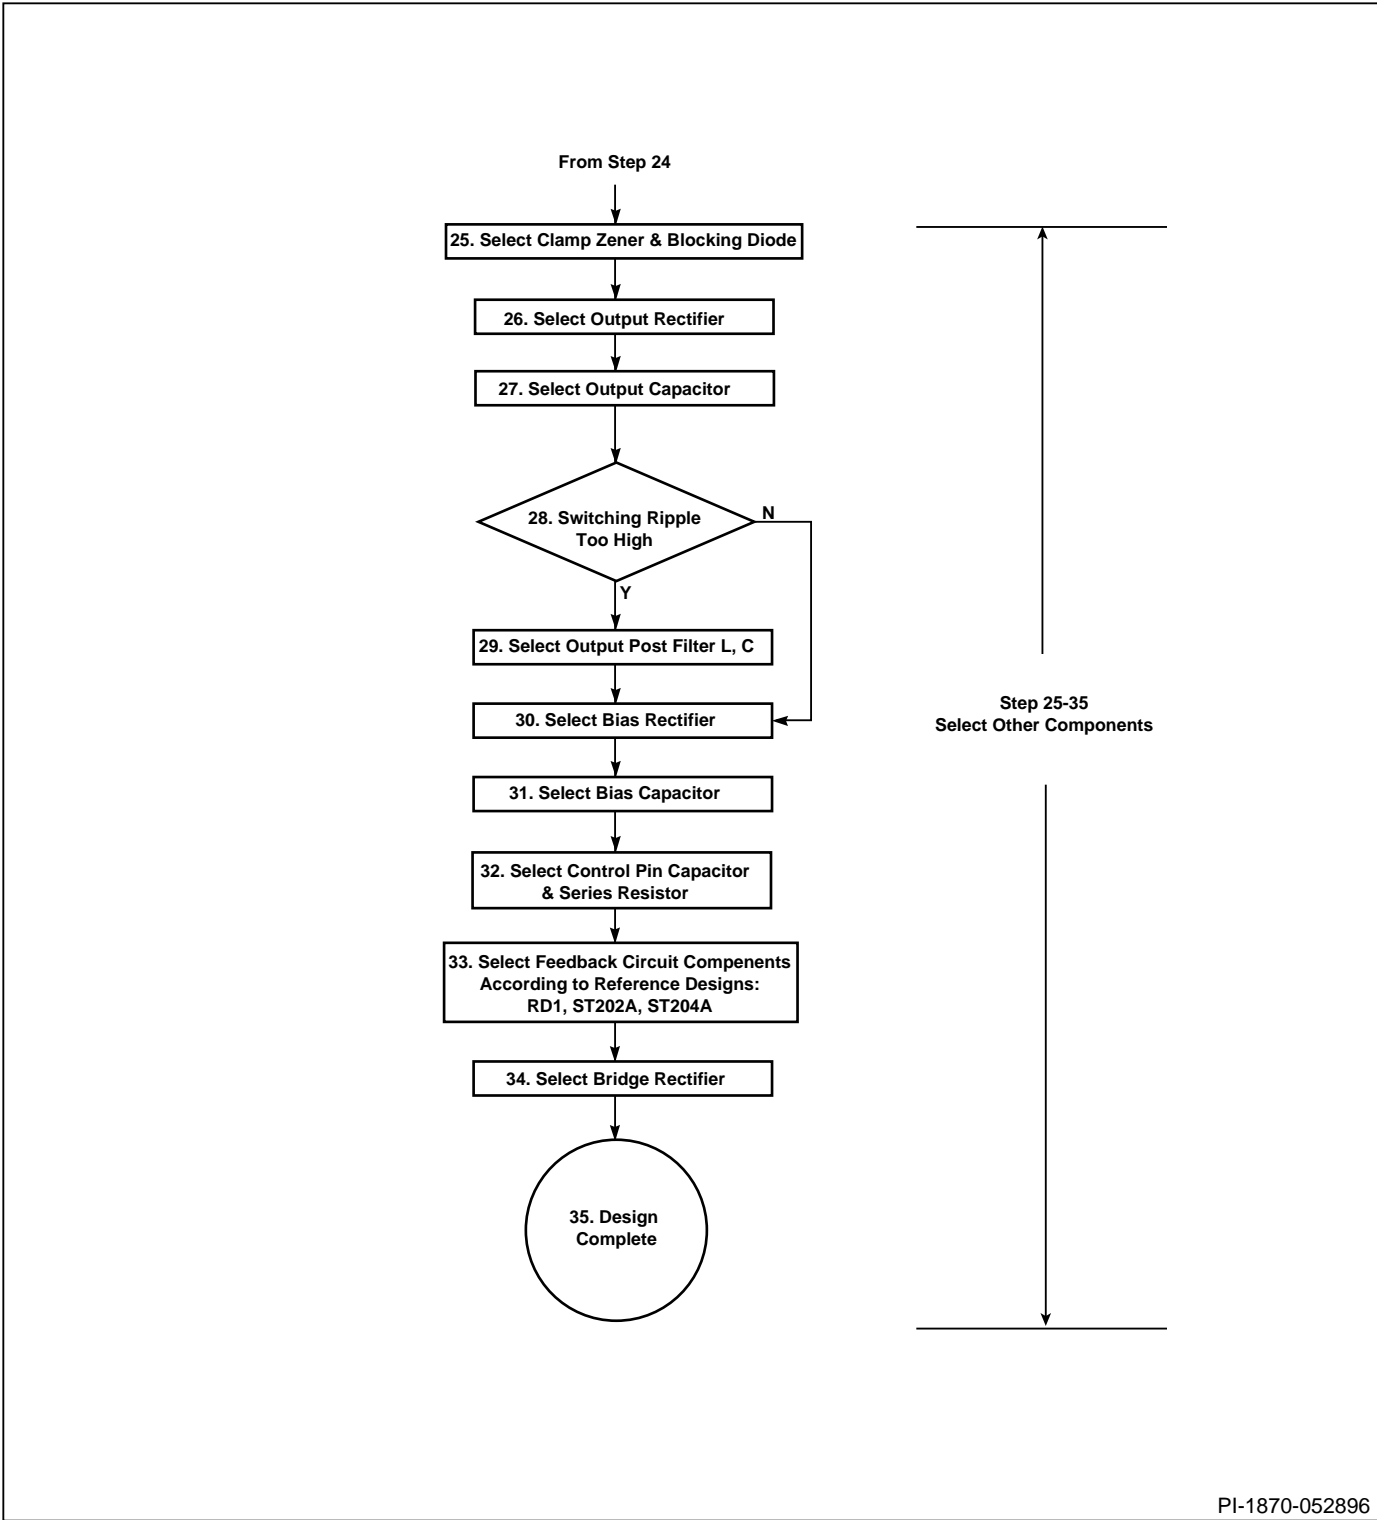 From Step 24
25. Select Clamp Zener & Blocking Diode
26. Select Output Rectifier
27. Select Output Capacitor
28. Switching Ripple
Too High
N
Y
29. Select Output Post Filter L, C
30. Select Bias Rectifier
Step 25-35
Select Other Components
31. Select Bias Capacitor
32. Select Control Pin Capacitor
& Series Resistor
33. Select Feedback Circuit Compenents
According to Reference Designs:
RD1, ST202A, ST204A
34. Select Bridge Rectifier
35. Design
Complete
PI-1870-052896